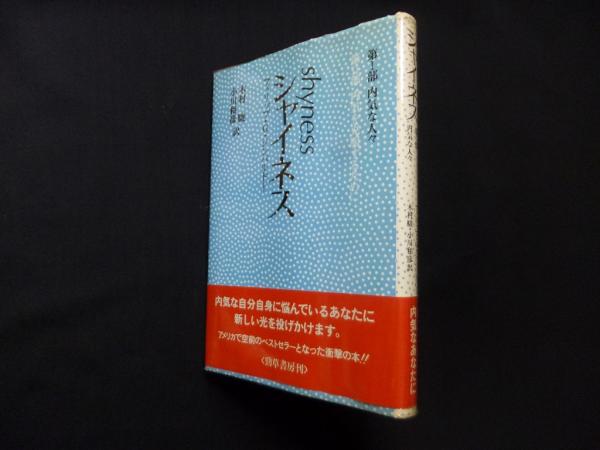 第I部 内気な人々
shyness
シャイネス
木村 駿
小川和彦 訳
内気な自分自身に悩んでいるあなたに
新しい光を投げかけます。
アメリカで空前のベストセラーとなった衝撃の本!!
〈勁草書房刊〉
シャイネス
内気な人々
木村駿・小川和彦訳
内気なあなたに